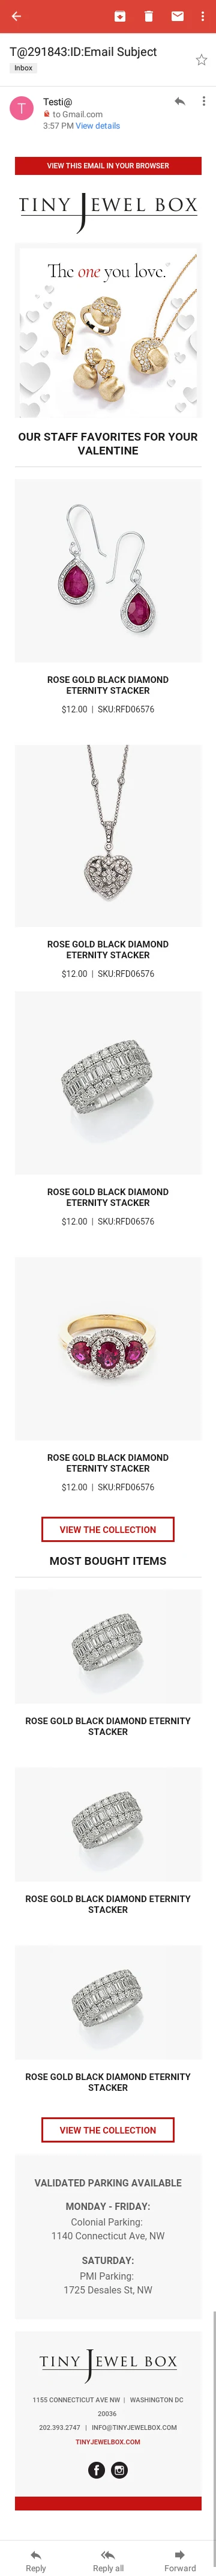 T@291843:ID:Email Subject
Inbox
T
Testi@
to Gmail.com
3:57 PM View details
VIEW THIS EMAIL IN YOUR BROWSER
TINY JEWEL BOX
The one you love.
OUR STAFF FAVORITES FOR YOUR
VALENTINE
ROSE GOLD BLACK DIAMOND
ETERNITY STACKER
$12.00 | SKU:RFD06576
ROSE GOLD BLACK DIAMOND
ETERNITY STACKER
$12.00 | SKU:RFD06576
ROSE GOLD BLACK DIAMOND
ETERNITY STACKER
$12.00 | SKU:RFD06576
ROSE GOLD BLACK DIAMOND
ETERNITY STACKER
$12.00 | SKU:RFD06576
VIEW THE COLLECTION
MOST BOUGHT ITEMS
ROSE GOLD BLACK DIAMOND ETERNITY
STACKER
ROSE GOLD BLACK DIAMOND ETERNITY
STACKER
ROSE GOLD BLACK DIAMOND ETERNITY
STACKER
VIEW THE COLLECTION
VALIDATED PARKING AVAILABLE
MONDAY - FRIDAY:
Colonial Parking:
1140 Connecticut Ave, NW
SATURDAY:
PMI Parking:
1725 Desales St, NW
TINY JEWEL BOX
1155 CONNECTICUT AVE NW | WASHINGTON DC
20036
202.393.2747 | INFO@TINYJEWELBOX.COM
TINYJEWELBOX.COM
Reply
Reply all
Forward